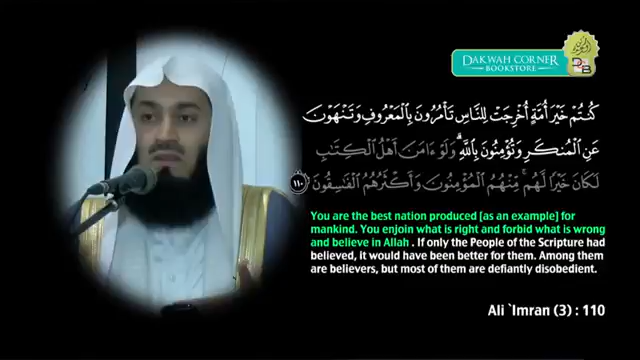 DAKWAH CORNER
BOOKSTORE
كُنتُمْ خَيْرَ أُمَّةٍ أُخْرِجَتْ لِلنَّاسِ تَأْمُرُونَ بِالْمَعْرُوفِ وَتَنْهَوْنَ
عَنِ الْمُنكَرِ وَتُؤْمِنُونَ بِاللَّهِ ۗ وَلَوْ ءَامَنَ أَهْلُ الْكِتَابِ
لَكَانَ خَيْرًا لَّهُم ۚ مِّنْهُمُ الْمُؤْمِنُونَ وَأَكْثَرُهُمُ الْفَاسِقُونَ ١١٠
You are the best nation produced [as an example] for
mankind. You enjoin what is right and forbid what is wrong
and believe in Allah . If only the People of the Scripture had
believed, it would have been better for them. Among them
are believers, but most of them are defiantly disobedient.
Ali `Imran (3) : 110